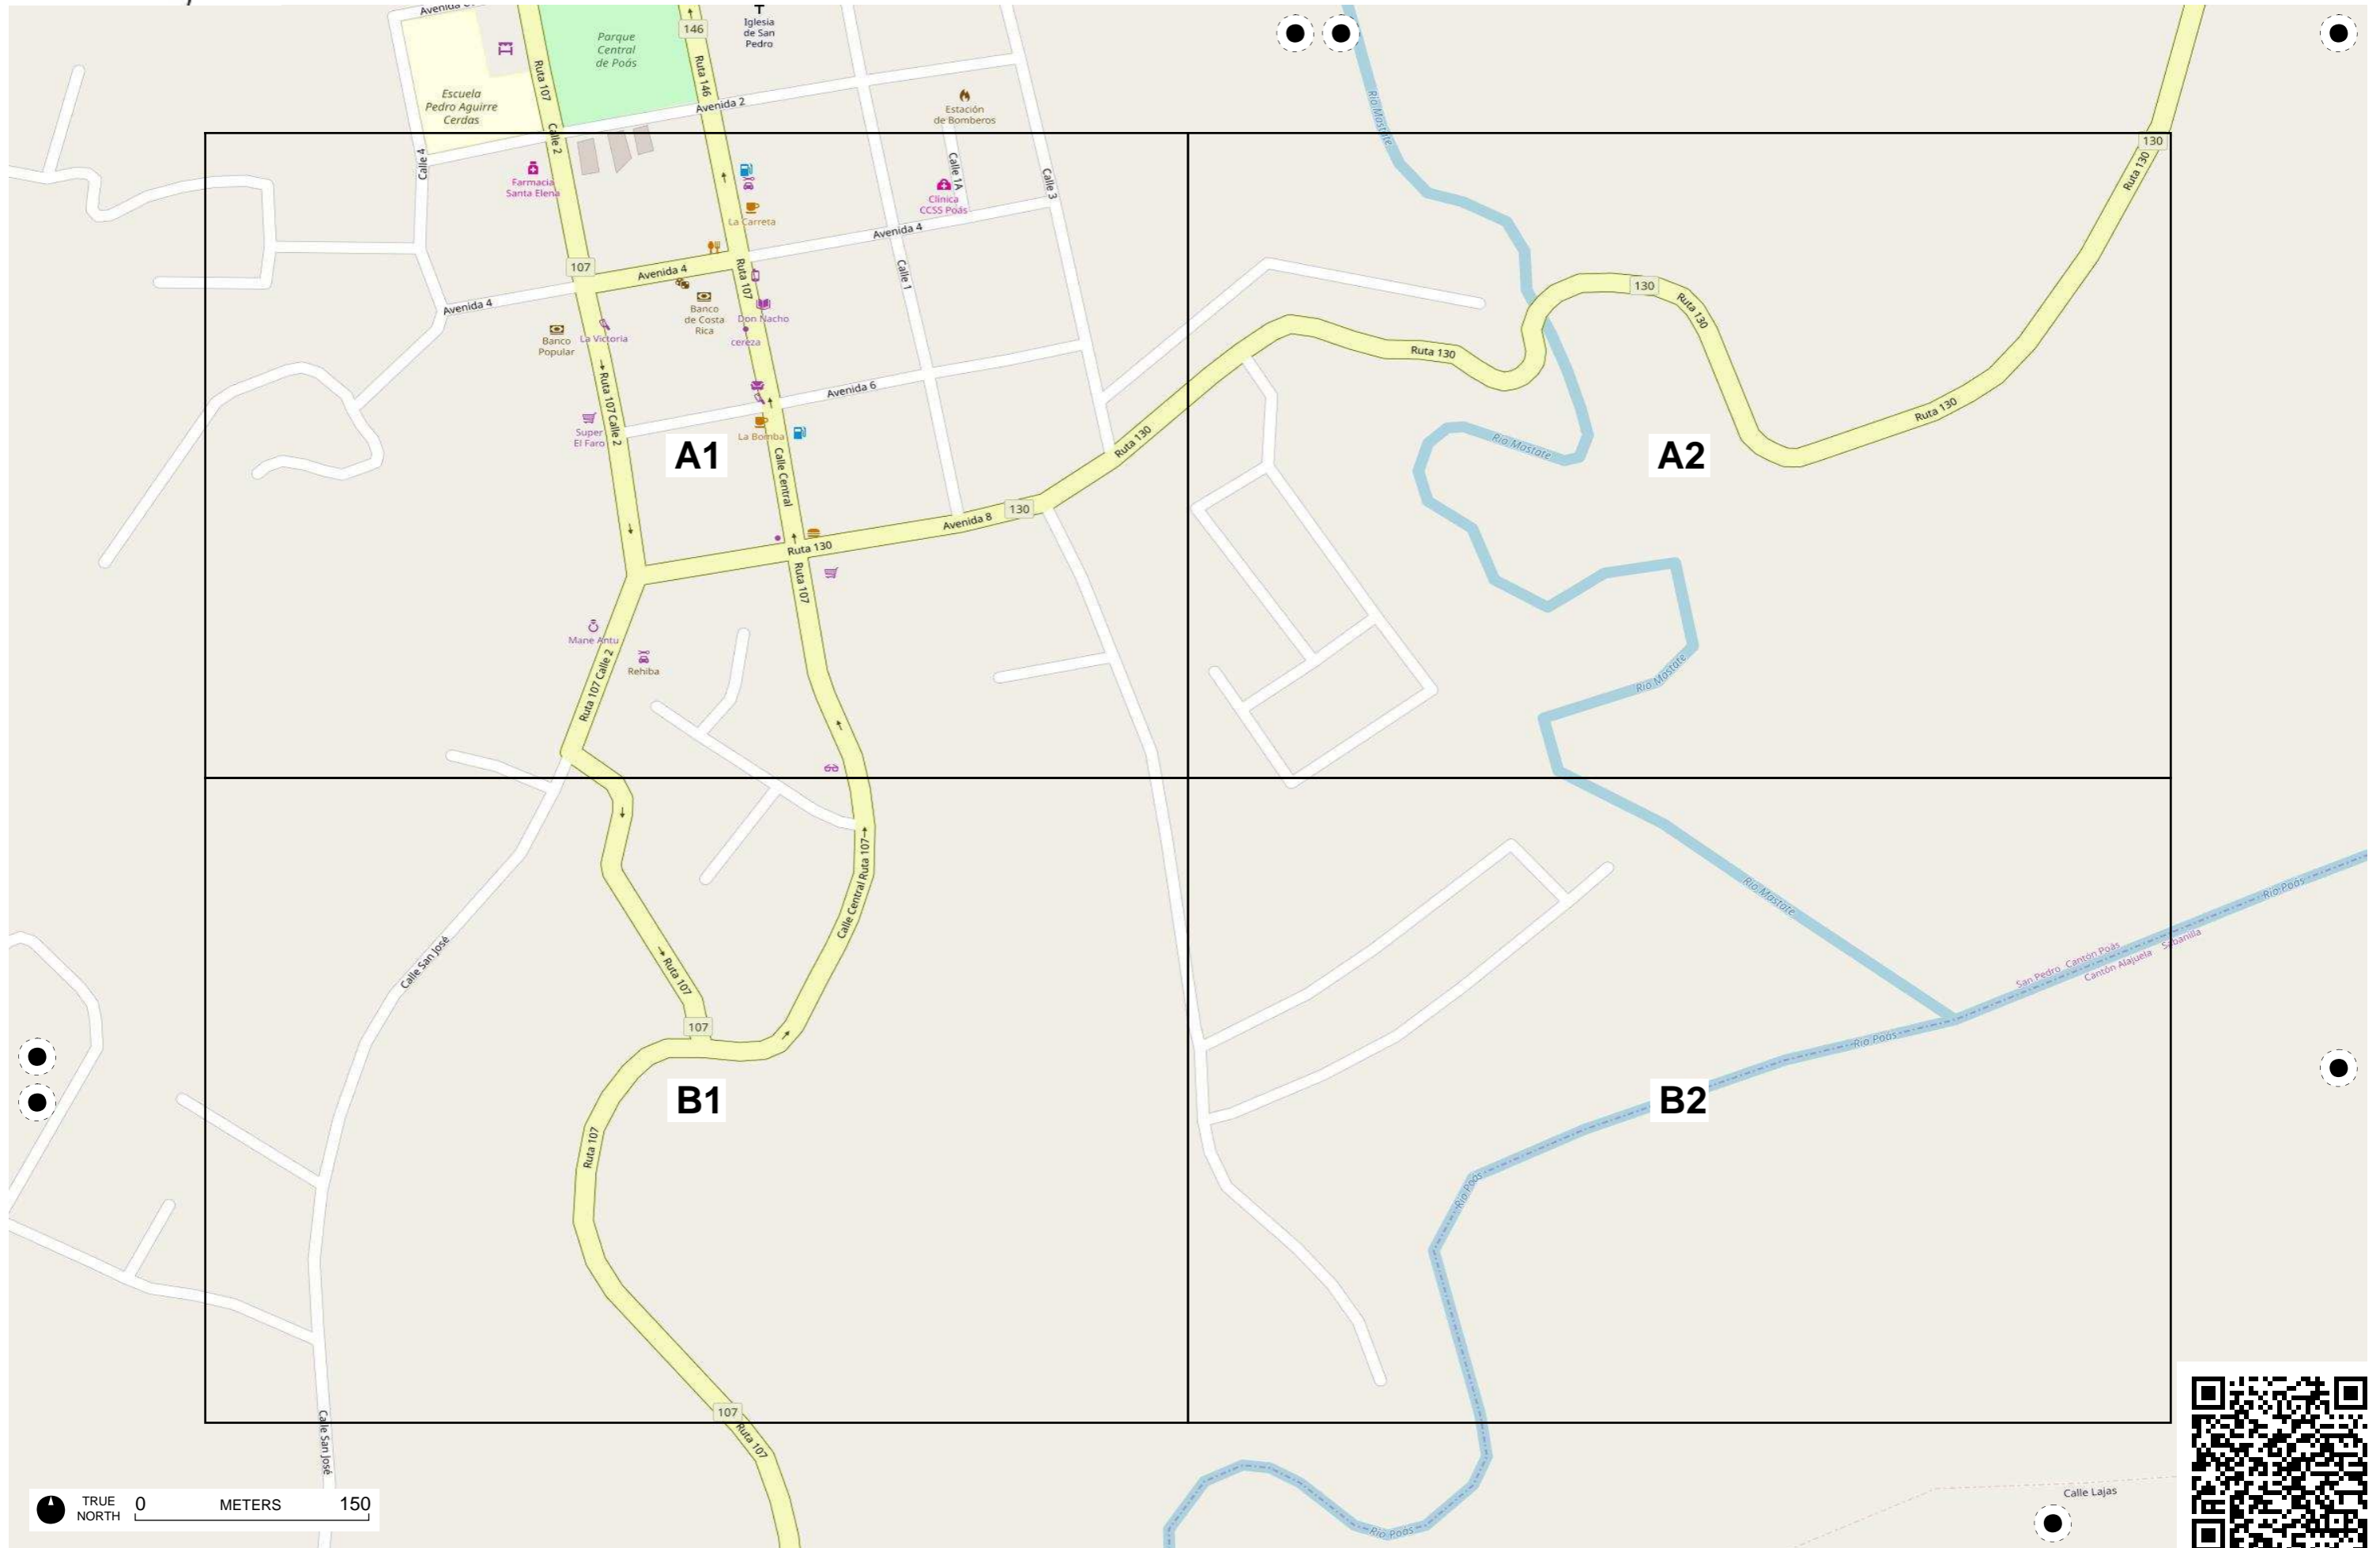 Ruta 107
Parque
Central
de Poás
146
Ruta 146
Iglesia
de San
Pedro
Escuela
Pedro Aguirre
Cerdas
Avenida 2
Estación
de Bomberos
Río Mastate
130
Ruta 130
Calle 2
Calle 4
Farmacia
Santa Elena
Calle 1A
Calle 3
Clínica
CCSS Poás
La Carreta
Avenida 4
107
Avenida 4
Ruta 107
Calle 1
130
Ruta 130
Avenida 4
Banco
de Costa
Rica
Don Nacho
cereza
Banco
Popular
La Victoria
Ruta 130
Avenida 6
Ruta 107
Calle 2
Super
El Faro
La Bomba
A1
A2
Ruta 130
Ruta 130
Río Mastate
Calle Central
130
Avenida 8
Ruta 130
Ruta 107
Mane Antu
Rehiba
Ruta 107 Calle 2
Río Mastate
Calle Central Ruta 107
Río Mastate
Río Poás
Calle San José
Ruta 107
San Pedro Cantón Poás
Sabanilla
Cantón Alajuela
107
Río Poás
B1
B2
Ruta 107
Río Poás
107
Ruta 107
Calle San José
TRUE
NORTH
0 METERS 150
Calle Lajas
Río Poás